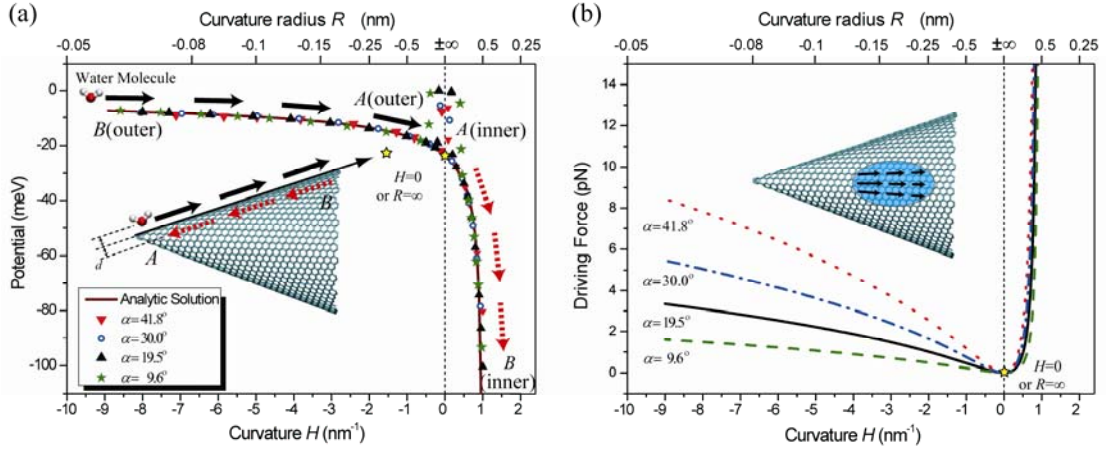 (a)
Curvature radius R (nm)
-0.05 -0.08 -0.1 -0.15 -0.25 -0.5 ±∞ 0.5 0.25
0
-20
-40
-60
-80
-100
Potential (meV)
Water Molecule
B(outer)
A(outer)
A(inner)
H=0
or R=∞
B
A
d
B
(inner)
Analytic Solution
α=41.8°
α=30.0°
α=19.5°
α= 9.6°
-10 -9 -8 -7 -6 -5 -4 -3 -2 -1 0 1 2
Curvature H (nm-1)
(b)
Curvature radius R (nm)
-0.05 -0.08 -0.1 -0.15 -0.25 -0.5 ±∞ 0.5 0.25
14
12
10
8
6
4
2
0
Driving Force (pN)
α=41.8°
α=30.0°
α=19.5°
α= 9.6°
H=0
or R=∞
-10 -9 -8 -7 -6 -5 -4 -3 -2 -1 0 1 2
Curvature H (nm-1)